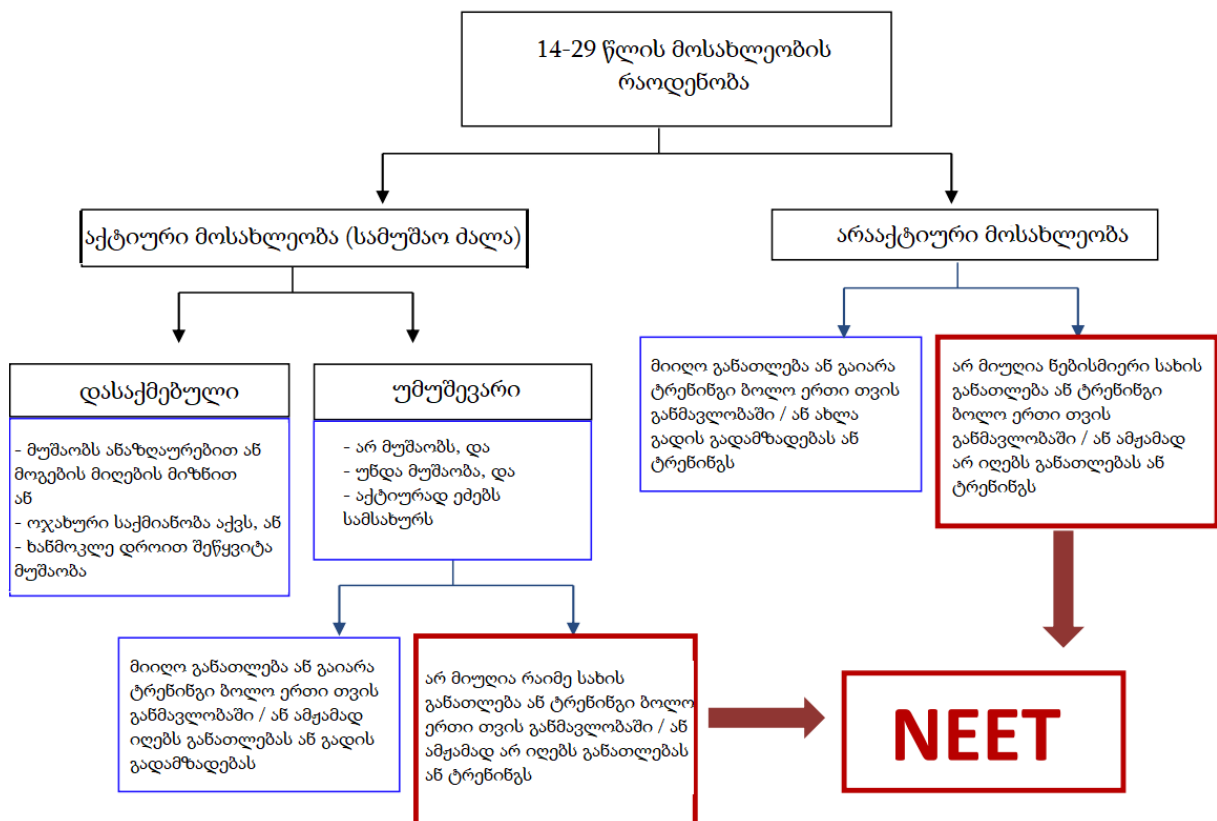 14-29 წლის მოსახლეობის
რაოდენობა
აქტიური მოსახლეობა (სამუშაო ძალა)
არააქტიური მოსახლეობა
დასაქმებული
- მუშაობს ანაზღაურებით ან
მოგების მიღების მიზნით
ან
- ოჯახური საქმიანობა აქვს, ან
- ხანმოკლე დროით შეწყვიტა
მუშაობა
უმუშევარი
- არ მუშაობს, და
- უნდა მუშაობა, და
- აქტიურად ეძებს
სამსახურს
მიიღო განათლება ან გაიარა
ტრენინგი ბოლო ერთი თვის
განმავლობაში / ან ახლა
გადის გადამზადებას ან
ტრენინგს
არ მიუღია ნებისმიერი სახის
განათლება ან ტრენინგი
ბოლო ერთი თვის
განმავლობაში / ან ამჟამად
არ იღებს განათლებას ან
ტრენინგს
მიიღო განათლება ან გაიარა
ტრენინგი ბოლო ერთი თვის
განმავლობაში / ან ამჟამად
იღებს განათლებას ან გადის
გადამზადებას
არ მიუღია რაიმე სახის
განათლება ან ტრენინგი ბოლო
ერთი თვის განმავლობაში / ან
ამჟამად არ იღებს განათლებას
ან ტრენინგს
NEET